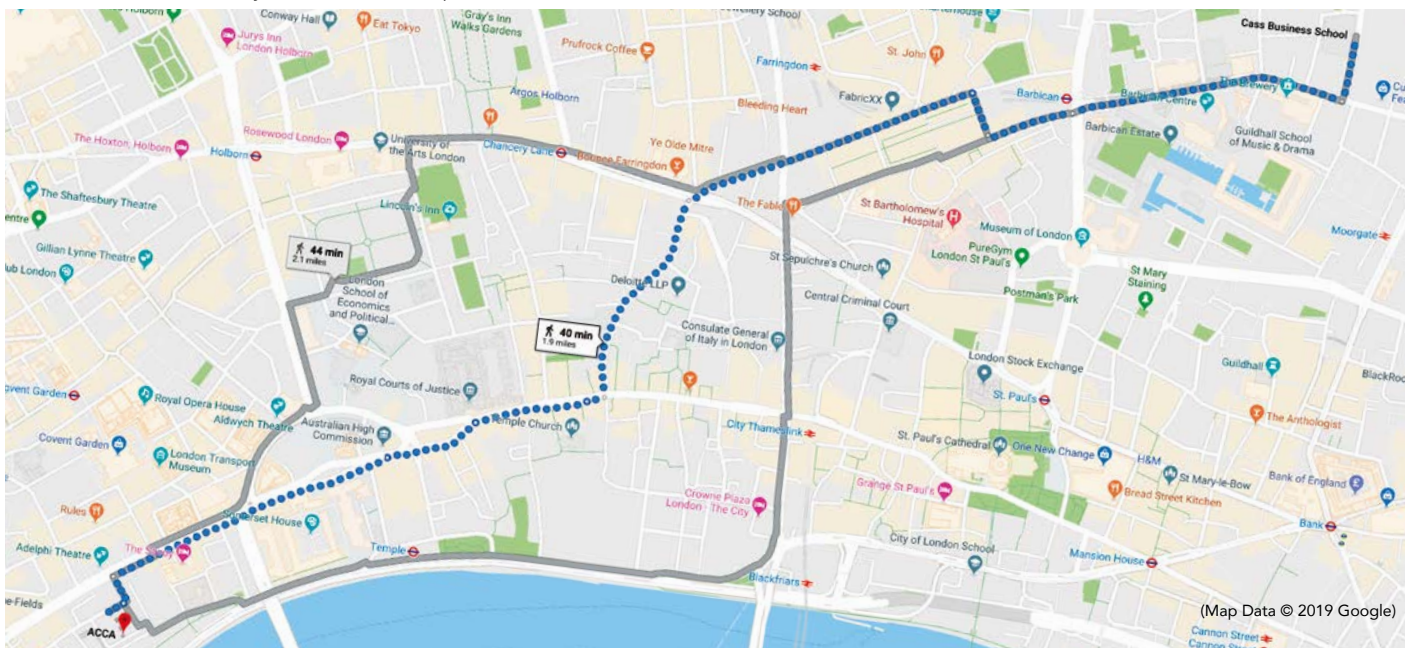 Conway Hall
Eat Tokyo
Gray's Inn
Walks Gardens
Jurys Inn
London Holborn
Prufrock Coffee
St. John
Cass Business School
Farringdon
Argos Holborn
Bleeding Heart
FabricXX
Barbican
Barbican Centre
The Brewery
Barbican Estate
Guildhall School
of Music & Drama
The Hoxton, Holborn
Rosewood London
Holborn
University of
the Arts London
Chancery Lane
Ye Olde Mitre
Bounce Farringdon
The Shaftesbury Theatre
Lincoln's Inn
The Fable
St Bartholomew's
Hospital
Museum of London
Moorgate
Gillian Lynne Theatre
44 min
2.1 miles
PureGym
London St Paul's
St Sepulchre's Church
St Mary
Staining
London
School of
Economics
and Political...
Deloitte LLP
Postman's Park
Central Criminal Court
40 min
1.9 miles
Consulate General
of Italy in London
London Stock Exchange
Guildhall
Royal Courts of Justice
Covent Garden
Royal Opera House
Aldwych Theatre
St. Paul's
The Anthologist
Australian High
Commission
Temple Church
City Thameslink
Covent Garden
London Transport
Museum
St. Paul's Cathedral
One New Change
H&M
St Mary-le-Bow
Bank of England
Grange St Paul's
Bread Street Kitchen
Crowne Plaza
London - The City
Rules
Somerset House
Bank
Adelphi Theatre
The Savoy
Temple
City of London School
Mansion House
Blackfriars
ACCA
(Map Data © 2019 Google)
Cannon Street